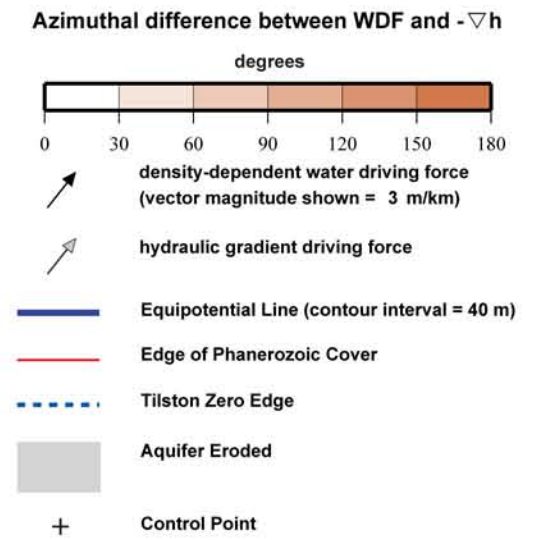 Azimuthal difference between WDF and -▽h
degrees
0 30 60 90 120 150 180
density-dependent water driving force
(vector magnitude shown = 3 m/km)
hydraulic gradient driving force
Equipotential Line (contour interval = 40 m)
Edge of Phanerozoic Cover
Tilston Zero Edge
Aquifer Eroded
Control Point